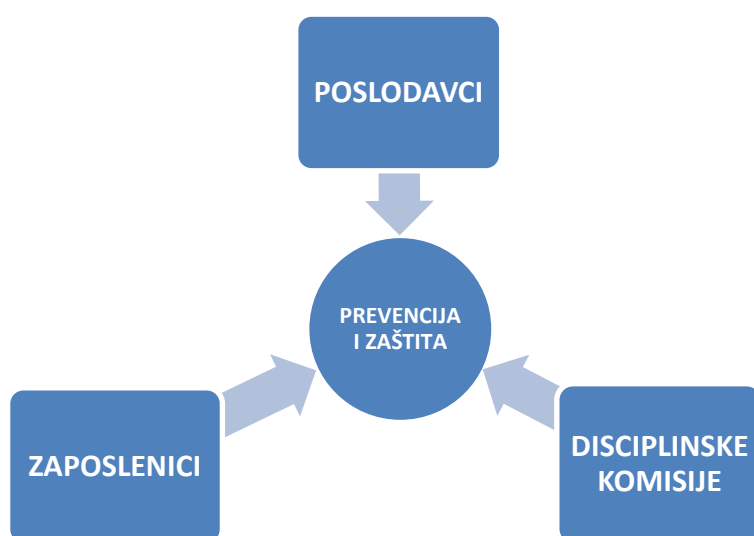 POSLODAVCI
PREVENCIJA
I ZAŠTITA
ZAPOSLENICI
DISCIPLINSKE
KOMISIJE